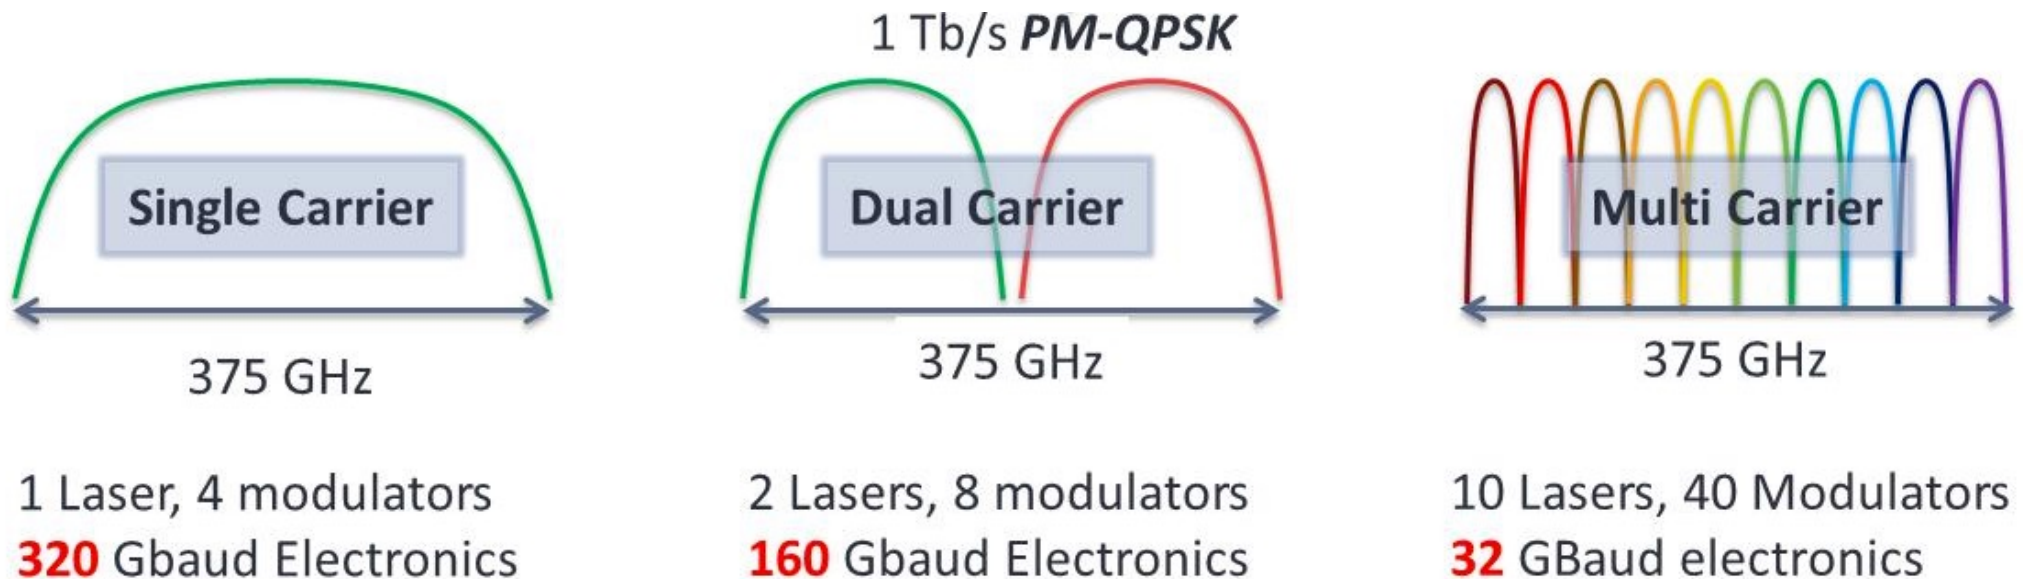 1 Tb/s PM-QPSK
Single Carrier
Dual Carrier
Multi Carrier
375 GHz
375 GHz
375 GHz
1 Laser, 4 modulators
320 Gbaud Electronics
2 Lasers, 8 modulators
160 Gbaud Electronics
10 Lasers, 40 Modulators
32 GBaud electronics